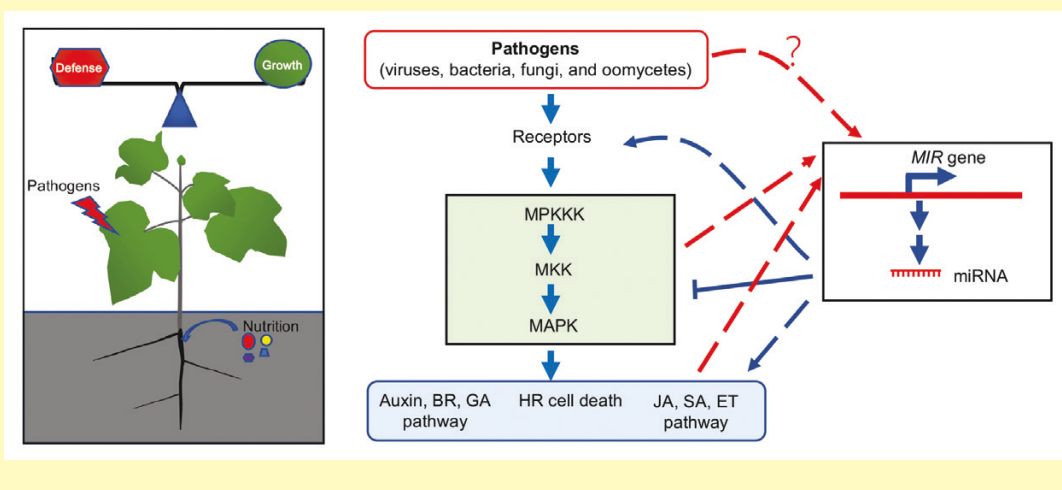 Defense
Growth
Pathogens
Nutrition
Pathogens
(viruses, bacteria, fungi, and oomycetes)
?
Receptors
MPKKK
MKK
MAPK
Auxin, BR, GA
pathway
HR cell death
JA, SA, ET
pathway
MIR gene
miRNA